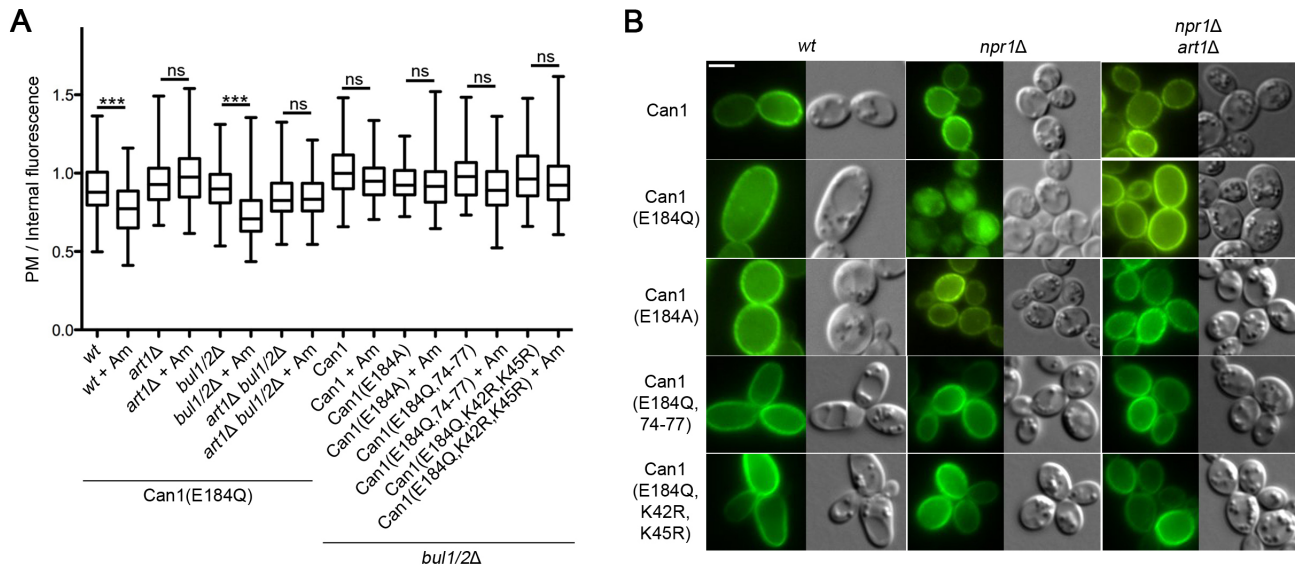 A
PM / Internal fluorescence
1.5
1.0
0.5
0.0
***
ns
***
ns
ns
ns
ns
ns
wt
wt + Am
art1Δ
art1Δ + Am
bul1/2Δ
bul1/2Δ + Am
art1Δ bul1/2Δ
art1Δ bul1/2Δ + Am
Can1
Can1 + Am
Can1(E184A)
Can1(E184A) + Am
Can1(E184Q,74-77)
Can1(E184Q, 74-77) + Am
Can1(E184Q,K42R,K45R)
Can1(E184Q,K42R,K45R) + Am
Can1(E184Q)
bul1/2Δ
B
wt
npr1Δ
npr1Δ
art1Δ
Can1
Can1
(E184Q)
Can1
(E184A)
Can1
(E184Q,
74-77)
Can1
(E184Q,
K42R,
K45R)